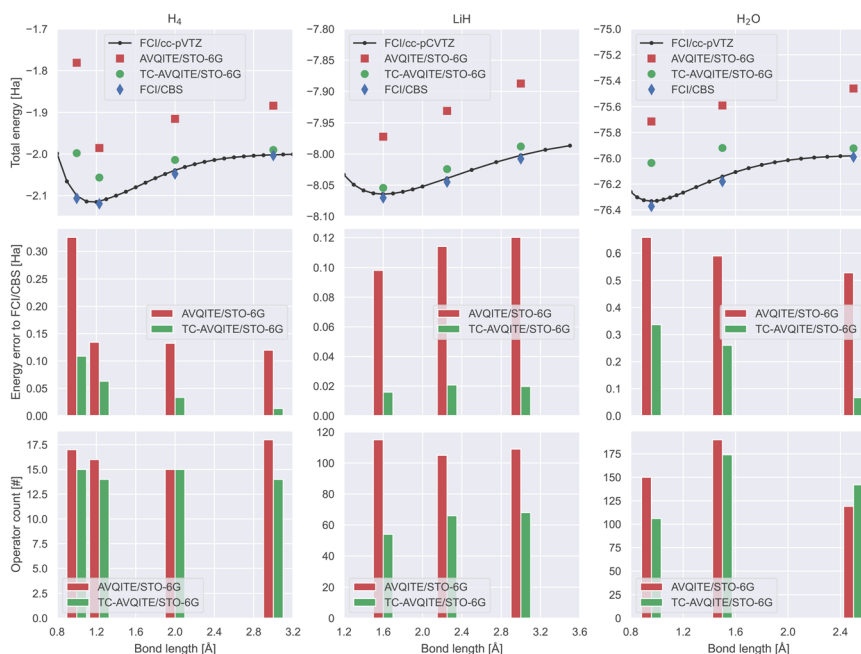 H₄
LiH
H₂O
Total energy [Ha]
−1.7
−1.8
−1.9
−2.0
−2.1
FCI/cc-pVTZ
AVQITE/STO-6G
TC-AVQITE/STO-6G
FCI/CBS
−7.80
−7.85
−7.90
−7.95
−8.00
−8.05
−8.10
FCI/cc-pCVTZ
AVQITE/STO-6G
TC-AVQITE/STO-6G
FCI/CBS
−75.0
−75.2
−75.4
−75.6
−75.8
−76.0
−76.2
−76.4
FCI/cc-pVTZ
AVQITE/STO-6G
TC-AVQITE/STO-6G
FCI/CBS
Energy error to FCI/CBS [Ha]
0.30
0.25
0.20
0.15
0.10
0.05
0.00
AVQITE/STO-6G
TC-AVQITE/STO-6G
0.12
0.10
0.08
0.06
0.04
0.02
0.00
AVQITE/STO-6G
TC-AVQITE/STO-6G
0.6
0.5
0.4
0.3
0.2
0.1
0.0
AVQITE/STO-6G
TC-AVQITE/STO-6G
Operator count [#]
17.5
15.0
12.5
10.0
7.5
5.0
2.5
0.0
AVQITE/STO-6G
TC-AVQITE/STO-6G
0.8 1.2 1.6 2.0 2.4 2.8 3.2
Bond length [Å]
120
100
80
60
40
20
0
AVQITE/STO-6G
TC-AVQITE/STO-6G
1.2 1.6 2.0 2.4 2.8 3.2 3.6
Bond length [Å]
175
150
125
100
75
50
25
0
AVQITE/STO-6G
TC-AVQITE/STO-6G
0.8 1.2 1.6 2.0 2.4
Bond length [Å]